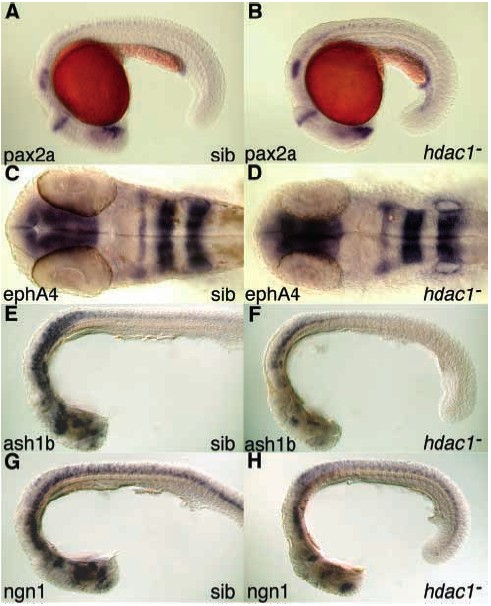 A
B
pax2a
sib
pax2a
hdac1-
C
D
ephA4
sib
ephA4
hdac1-
E
F
ash1b
sib
ash1b
hdac1-
G
H
ngn1
sib
ngn1
hdac1-